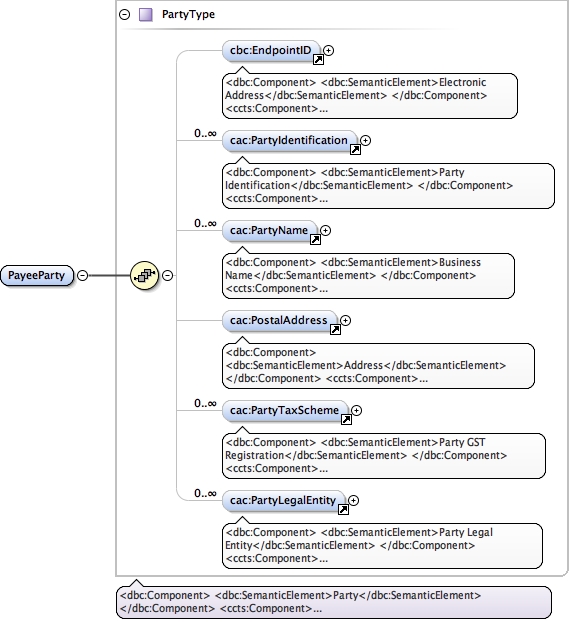 PartyType
cbc:EndpointID
<dbc:Component> <dbc:SemanticElement>Electronic
Address</dbc:SemanticElement> </dbc:Component>
<ccts:Component>...
0..∞
cac:PartyIdentification
<dbc:Component> <dbc:SemanticElement>Party
Identification</dbc:SemanticElement> </dbc:Component>
<ccts:Component>...
0..∞
cac:PartyName
<dbc:Component> <dbc:SemanticElement>Business
Name</dbc:SemanticElement> </dbc:Component>
<ccts:Component>...
PayeeParty
cac:PostalAddress
<dbc:Component>
<dbc:SemanticElement>Address</dbc:SemanticElement>
</dbc:Component> <ccts:Component>...
0..∞
cac:PartyTaxScheme
<dbc:Component> <dbc:SemanticElement>Party GST
Registration</dbc:SemanticElement> </dbc:Component>
<ccts:Component>...
0..∞
cac:PartyLegalEntity
<dbc:Component> <dbc:SemanticElement>Party Legal
Entity</dbc:SemanticElement> </dbc:Component>
<ccts:Component>...
<dbc:Component> <dbc:SemanticElement>Party</dbc:SemanticElement>
</dbc:Component> <ccts:Component>...